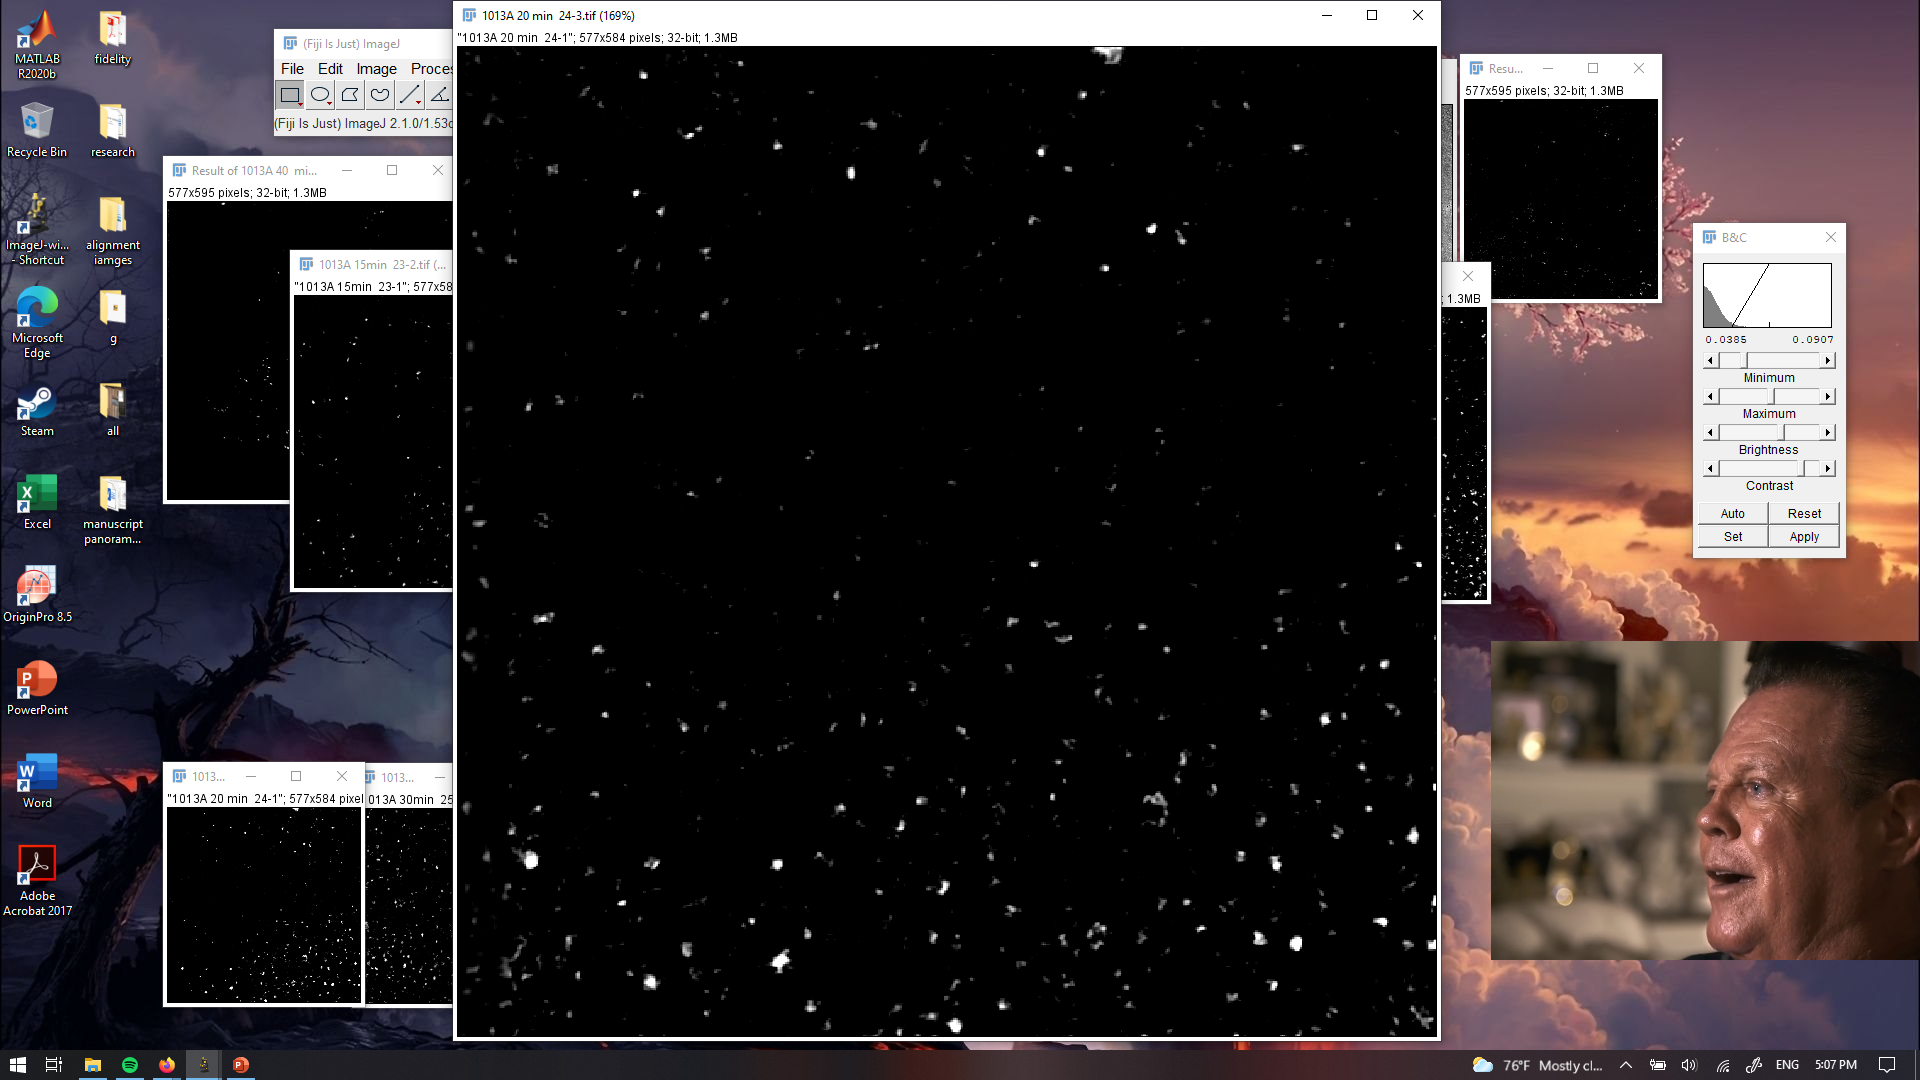 MATLAB
R2020b
fidelity
Recycle Bin
research
ImageJ-wi...
- Shortcut
alignment
iamges
Microsoft
Edge
g
Steam
all
Excel
manuscript
panoram...
OriginPro 8.5
PowerPoint
Word
Adobe
Acrobat 2017
(Fiji Is Just) ImageJ
File Edit Image Proces
(Fiji Is Just) ImageJ 2.1.0/1.53c
Result of 1013A 40 mi...
577x595 pixels; 32-bit; 1.3MB
1013A 15min 23-2.tif (...
"1013A 15min 23-1"; 577x58
1013...
"1013A 20 min 24-1"; 577x584 pixel
1013...
013A 30min 25
1013A 20 min 24-3.tif (169%)
"1013A 20 min 24-1"; 577x584 pixels; 32-bit; 1.3MB
Resu...
577x595 pixels; 32-bit; 1.3MB
; 1.3MB
B&C
0.0385 0.0907
Minimum
Maximum
Brightness
Contrast
Auto Reset
Set Apply
76°F Mostly cl... ENG 5:07 PM